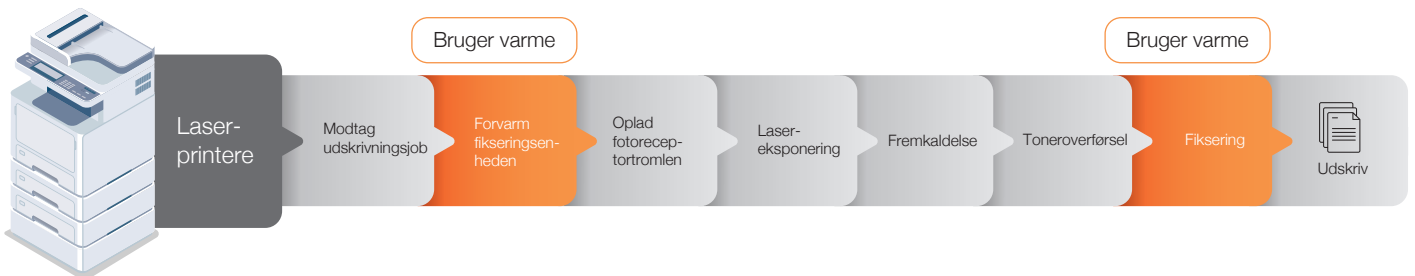 Bruger varme
Bruger varme
Laser-
printere
Modtag
udskrivningsjob
Forvarm
fikseringsen-
heden
Oplad
fotorecep-
tortromlen
Laser-
eksponering
Fremkaldelse
Toneroverførsel
Fiksering
Udskriv